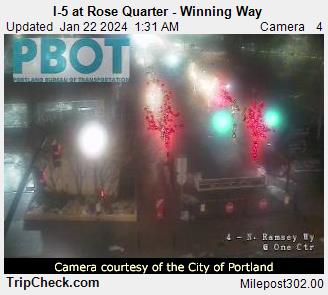 I-5 at Rose Quarter - Winning Way
Updated Jan 22 2024 1:31 AM Camera 4
PBOT
PORTLAND BUREAU OF TRANSPORTATION
4 - N. Ramsey Wy
@ One Ctr
Camera courtesy of the City of Portland
TripCheck.com Milepost302.00